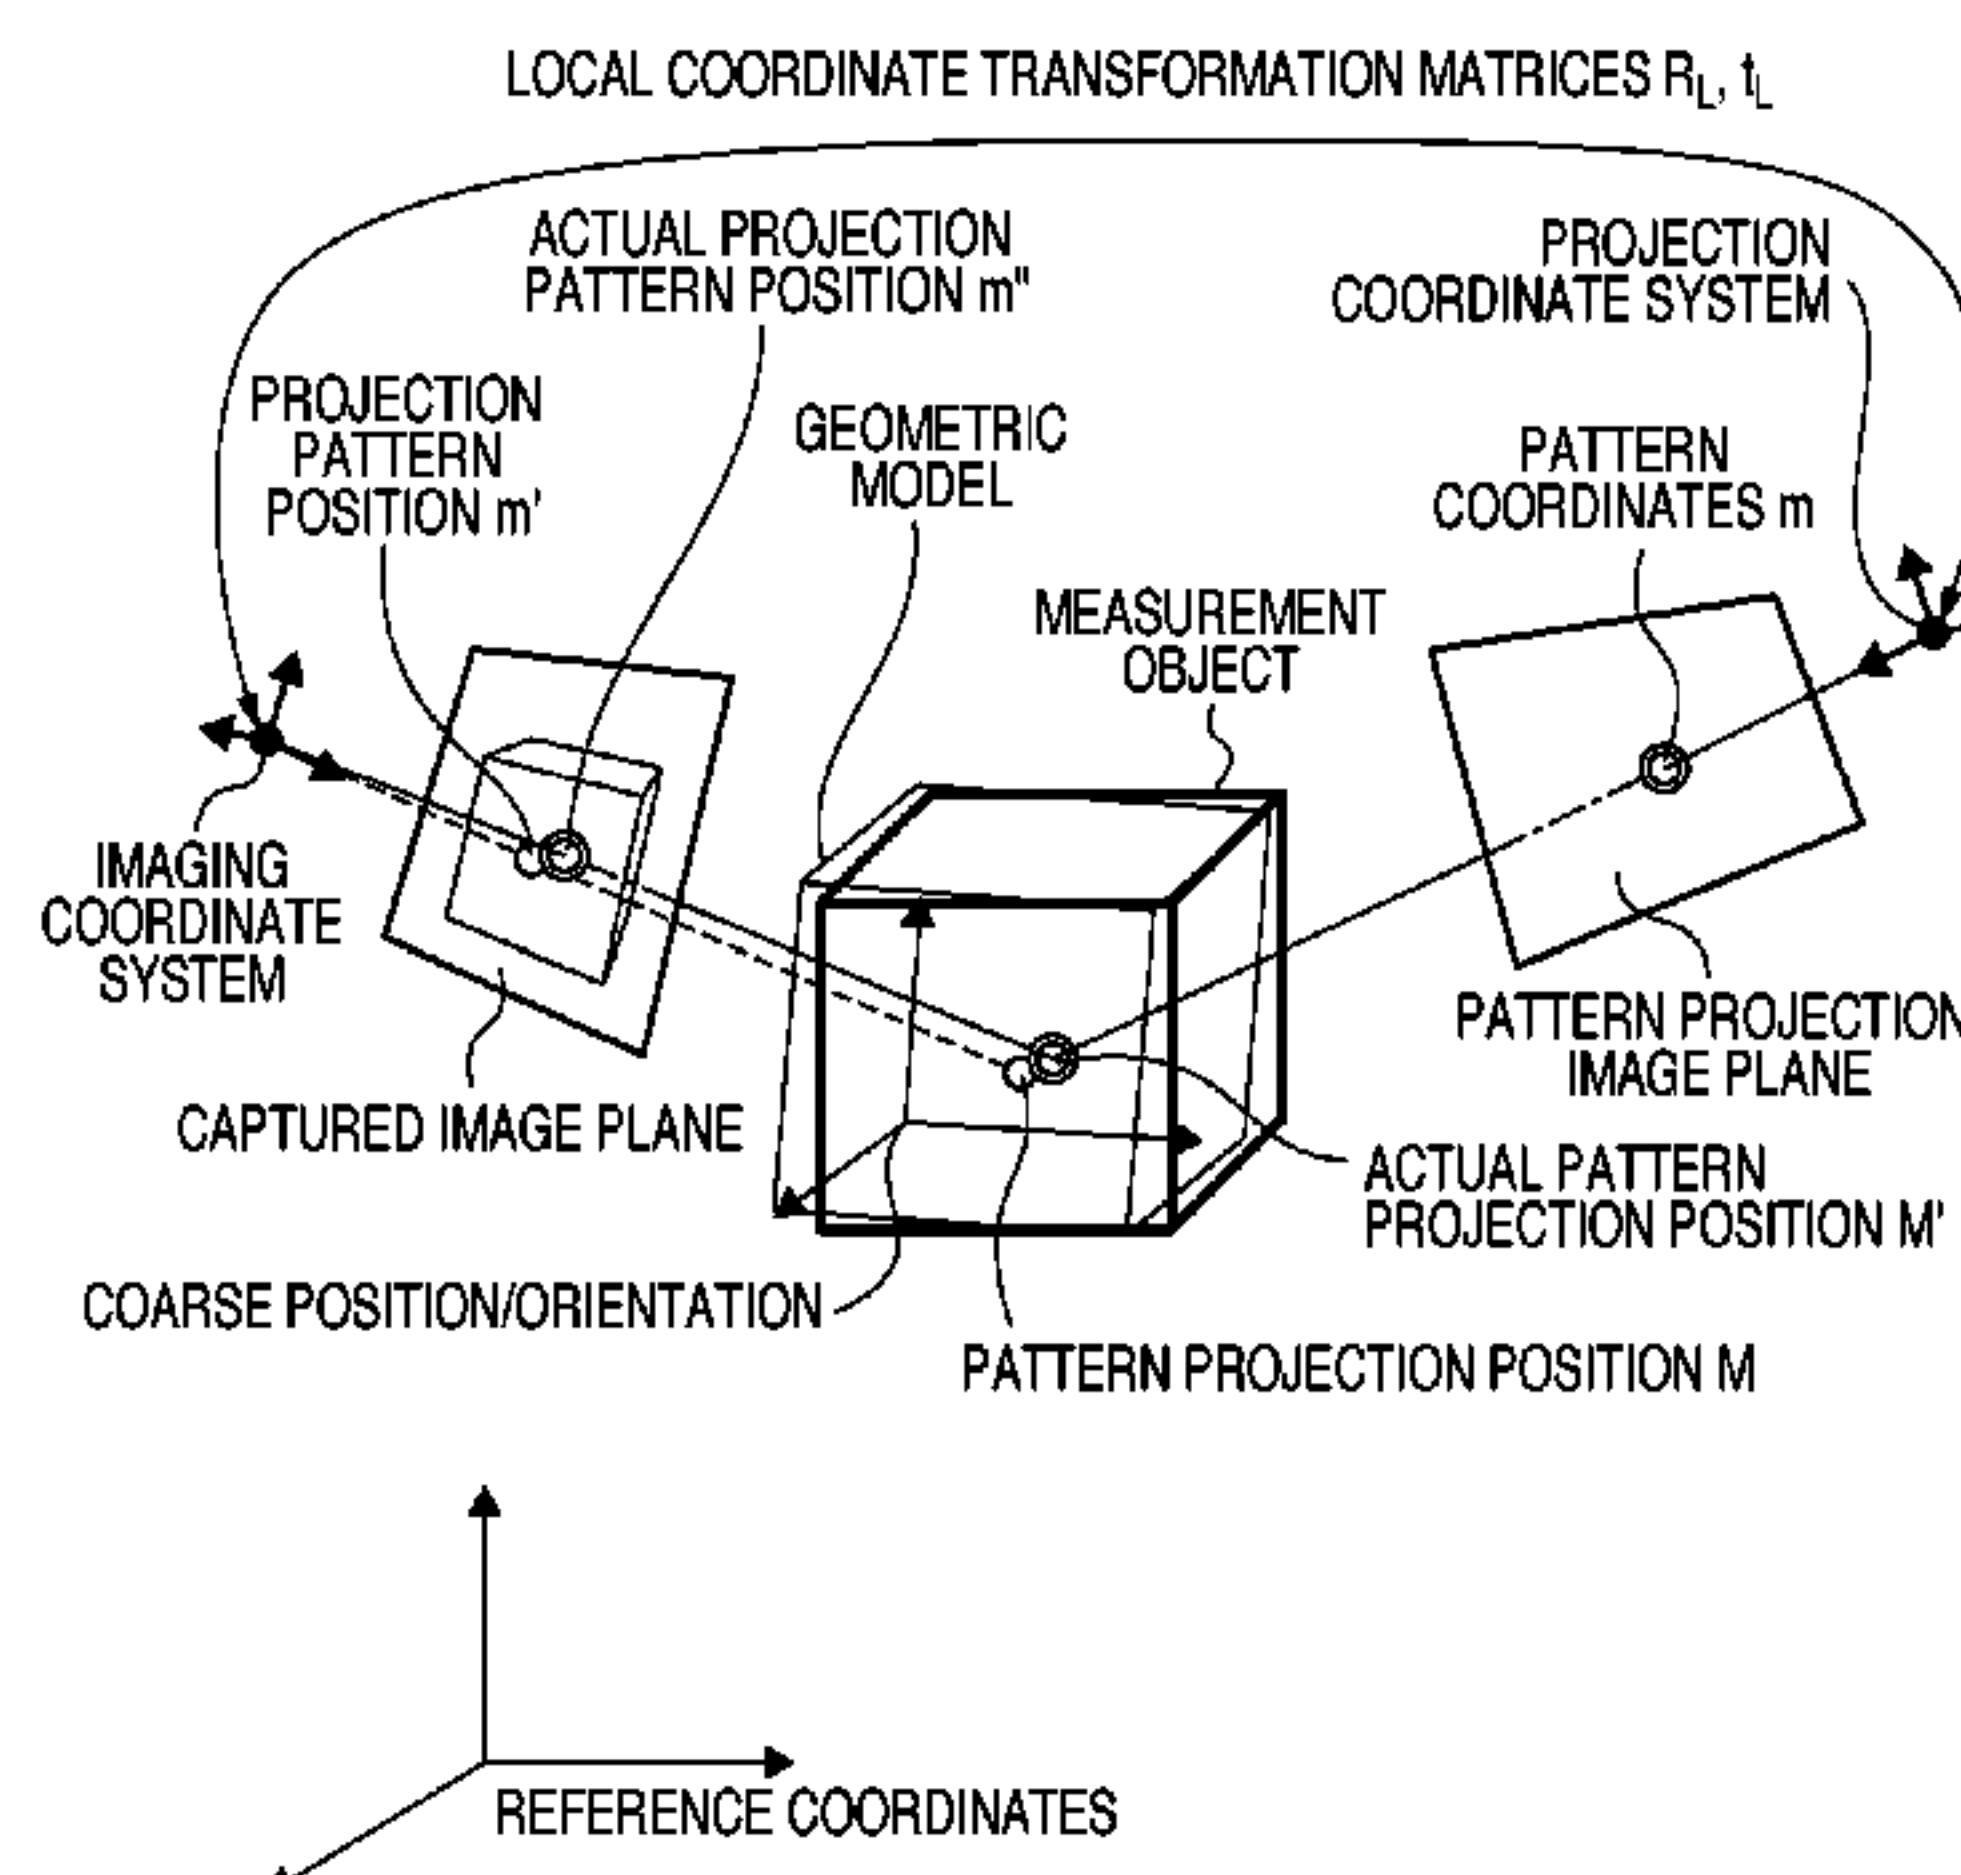 LOCAL COORDINATE TRANSFORMATION MATRICES RL, tL
ACTUAL PROJECTION
PATTERN POSITION m"
PROJECTION
COORDINATE SYSTEM
PROJECTION
PATTERN
POSITION m'
GEOMETRIC
MODEL
PATTERN
COORDINATES m
MEASUREMENT
OBJECT
IMAGING
COORDINATE
SYSTEM
PATTERN PROJECTION
IMAGE PLANE
CAPTURED IMAGE PLANE
ACTUAL PATTERN
PROJECTION POSITION M'
COARSE POSITION/ORIENTATION
PATTERN PROJECTION POSITION M
REFERENCE COORDINATES